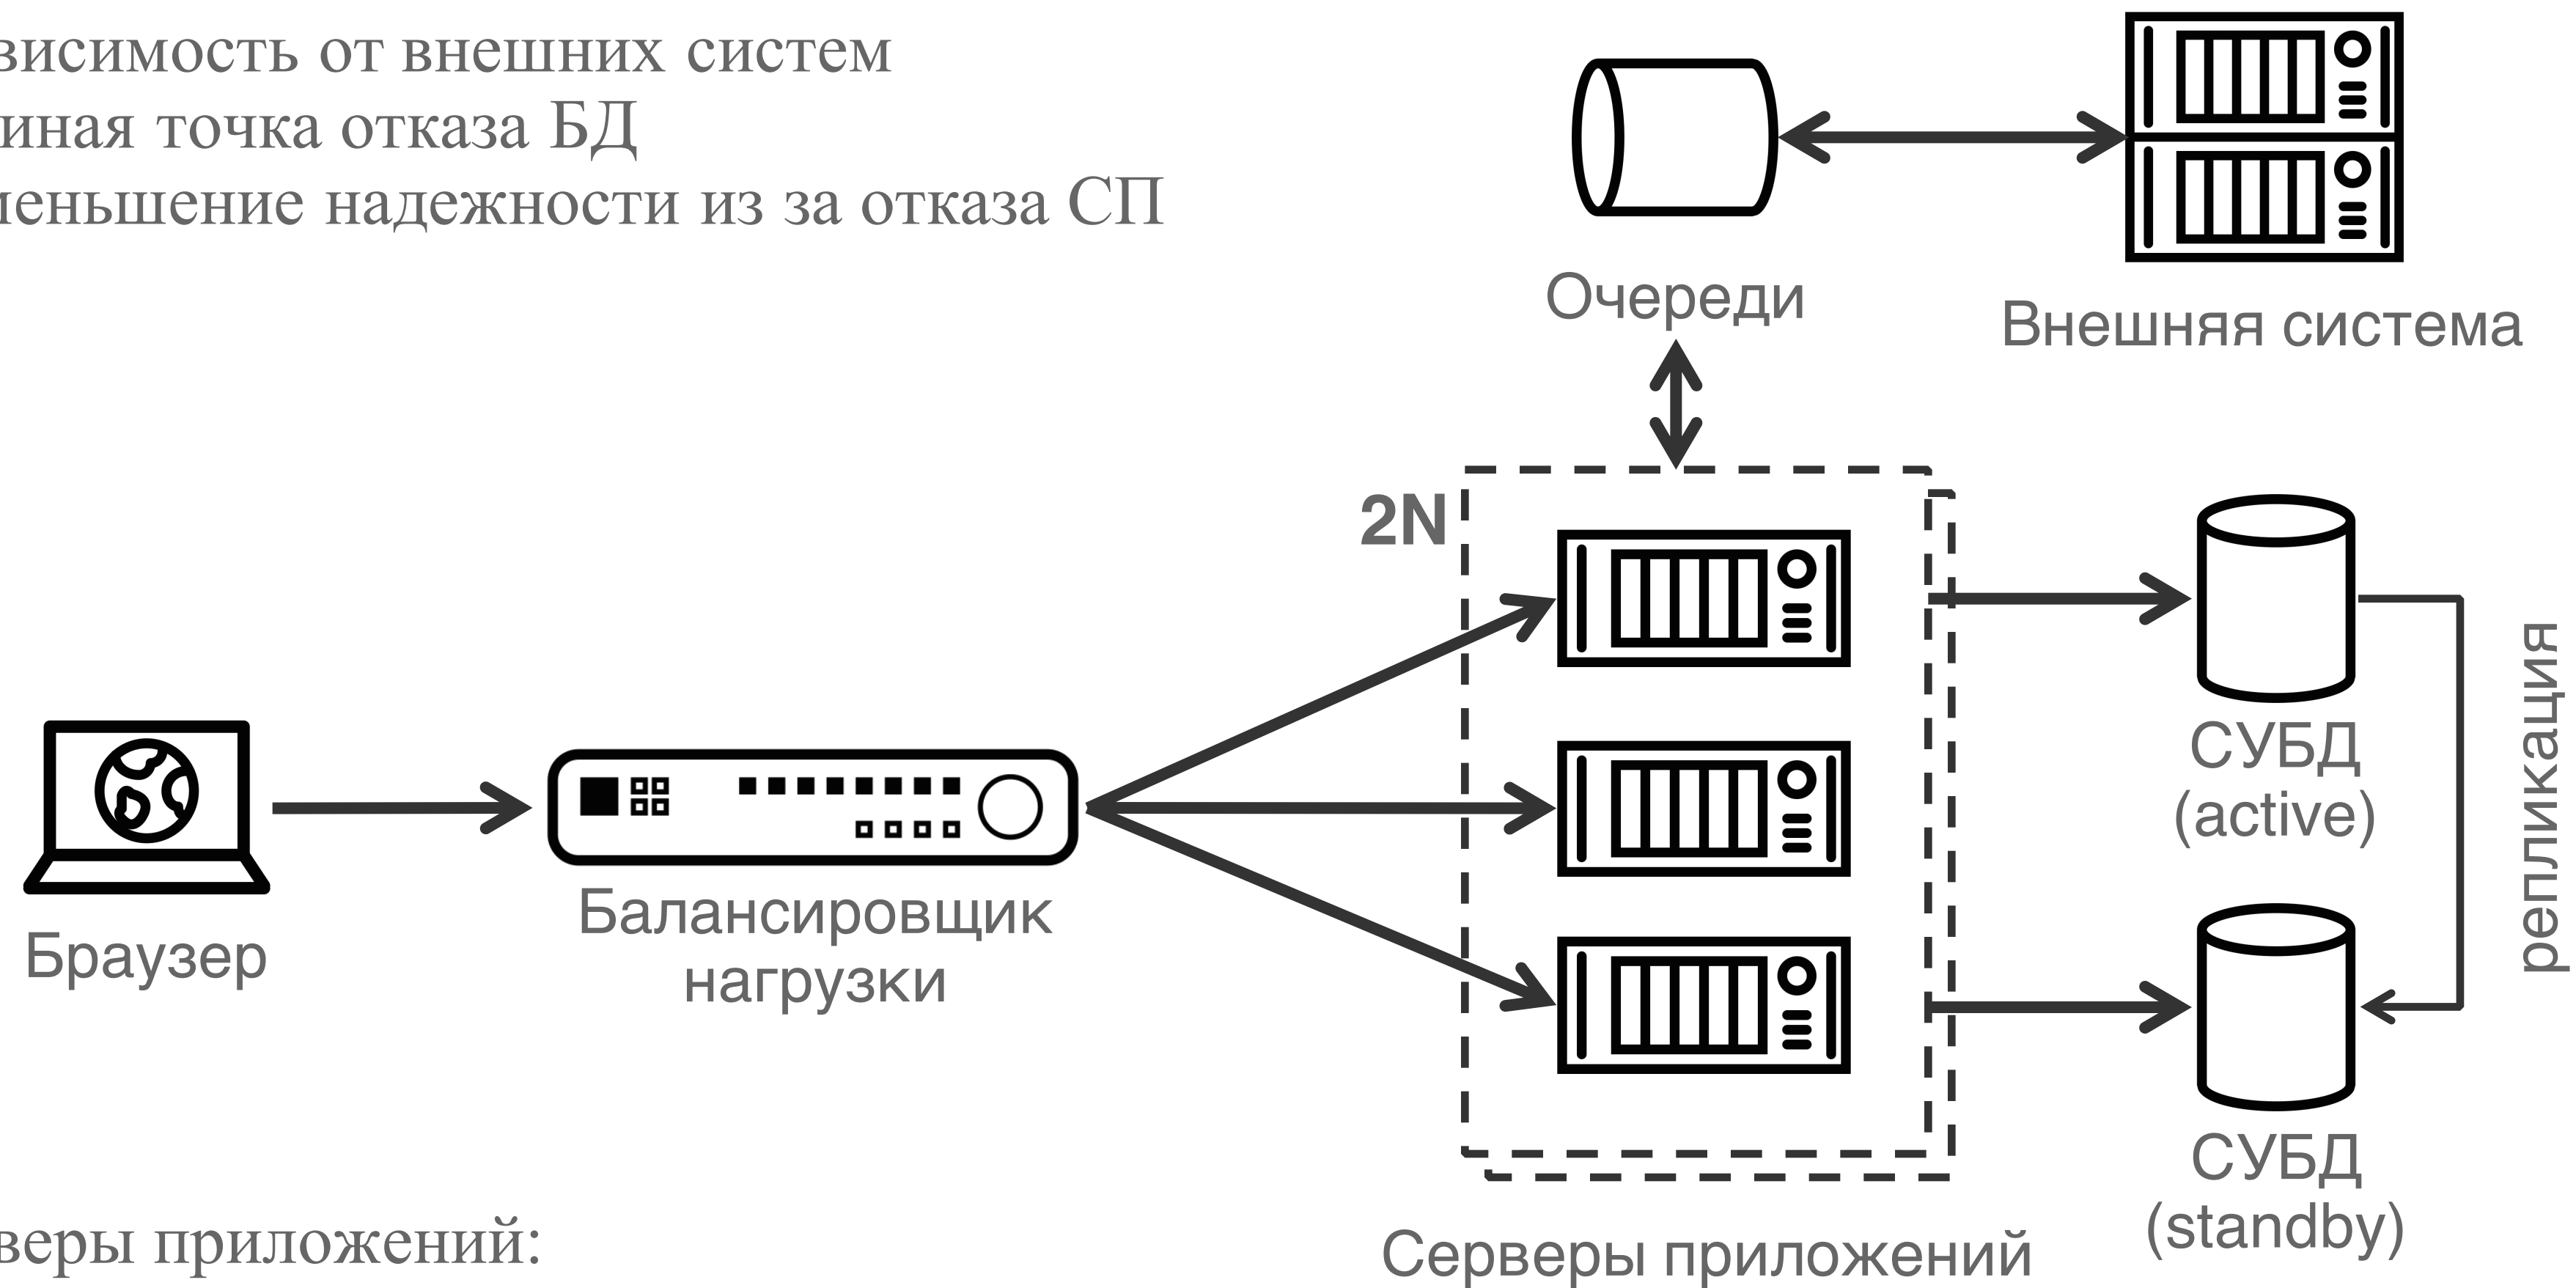 висимость от внешних систем
иная точка отказа БД
меньшение надежности из за отказа СП
Очереди
Внешняя система
2N
СУБД
(active)
репликация
Браузер
Балансировщик
нагрузки
СУБД
(standby)
Серверы приложений
веры приложений: